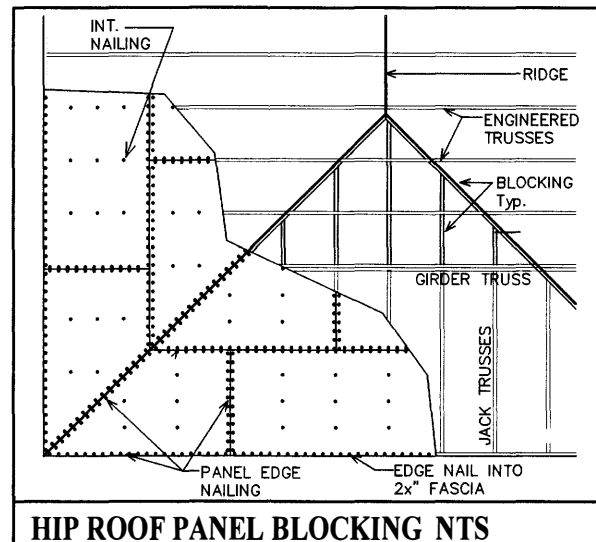 INT.
NAILING
RIDGE
ENGINEERED
TRUSSES
BLOCKING
Typ.
GIRDER TRUSS
JACK TRUSSES
PANEL EDGE
NAILING
EDGE NAIL INTO
2x" FASCIA
HIP ROOF PANEL BLOCKING NTS